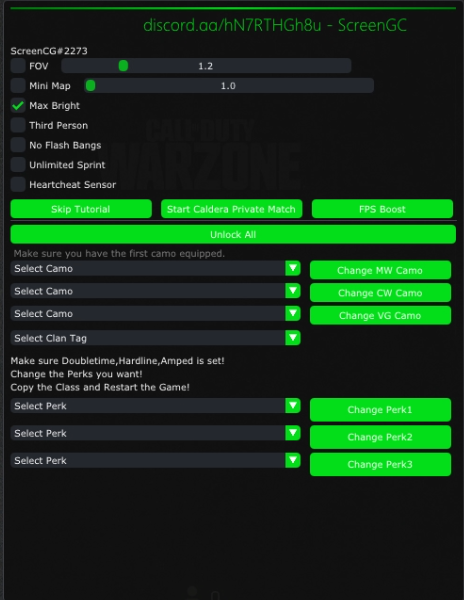 discord.aa/hN7RTHGh8u - ScreenGC
ScreenCG#2273
FOV 1.2
Mini Map 1.0
Max Bright
Third Person
No Flash Bangs
Unlimited Sprint
Heartcheat Sensor
CALL OF DUTY
WARZONE
Skip Tutorial Start Caldera Private Match FPS Boost
Unlock All
Make sure you have the first camo equipped.
Select Camo Change MW Camo
Select Camo Change CW Camo
Select Camo Change VG Camo
Select Clan Tag
Make sure Doubletime,Hardline,Amped is set!
Change the Perks you want!
Copy the Class and Restart the Game!
Select Perk Change Perk1
Select Perk Change Perk2
Select Perk Change Perk3